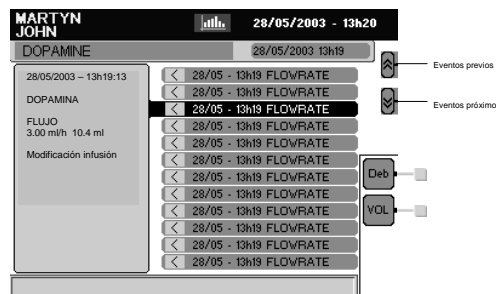 MARTYN
JOHN
28/05/2003 - 13h20
DOPAMINE
28/05/2003 13h19
28/05/2003 – 13h19:13
DOPAMINA
FLUJO
3.00 ml/h 10.4 ml
Modificación infusión
< 28/05 - 13h19 FLOWRATE
< 28/05 - 13h19 FLOWRATE
< 28/05 - 13h19 FLOWRATE
< 28/05 - 13h19 FLOWRATE
< 28/05 - 13h19 FLOWRATE
< 28/05 - 13h19 FLOWRATE
< 28/05 - 13h19 FLOWRATE
< 28/05 - 13h19 FLOWRATE
< 28/05 - 13h19 FLOWRATE
< 28/05 - 13h19 FLOWRATE
< 28/05 - 13h19 FLOWRATE
< 28/05 - 13h19 FLOWRATE
Eventos previos
Eventos próximo
Deb
VOL